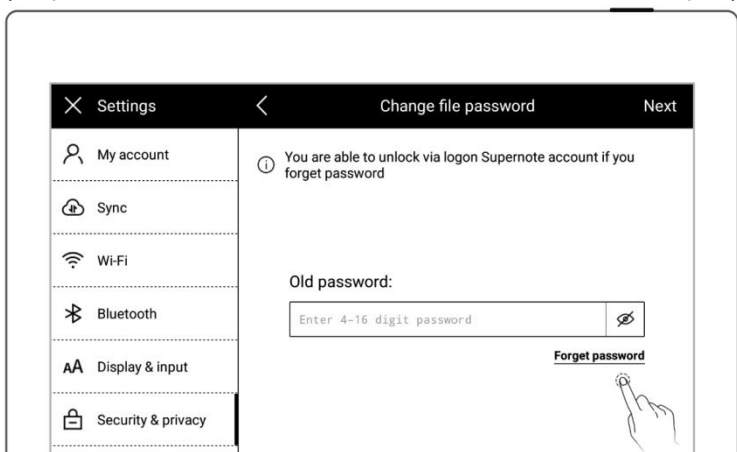 Settings
Change file password
Next
My account
You are able to unlock via logon Supernote account if you
forget password
Sync
Wi-Fi
Old password:
Bluetooth
Enter 4-16 digit password
Forget password
AA Display & input
Security & privacy